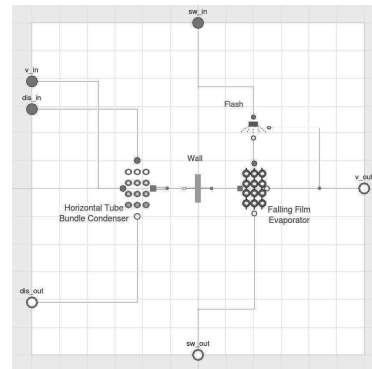 sw_in
v_in
dis_in
Flash
Wall
v_out
Horizontal Tube
Bundle Condenser
Falling Film
Evaporator
dis_out
sw_out